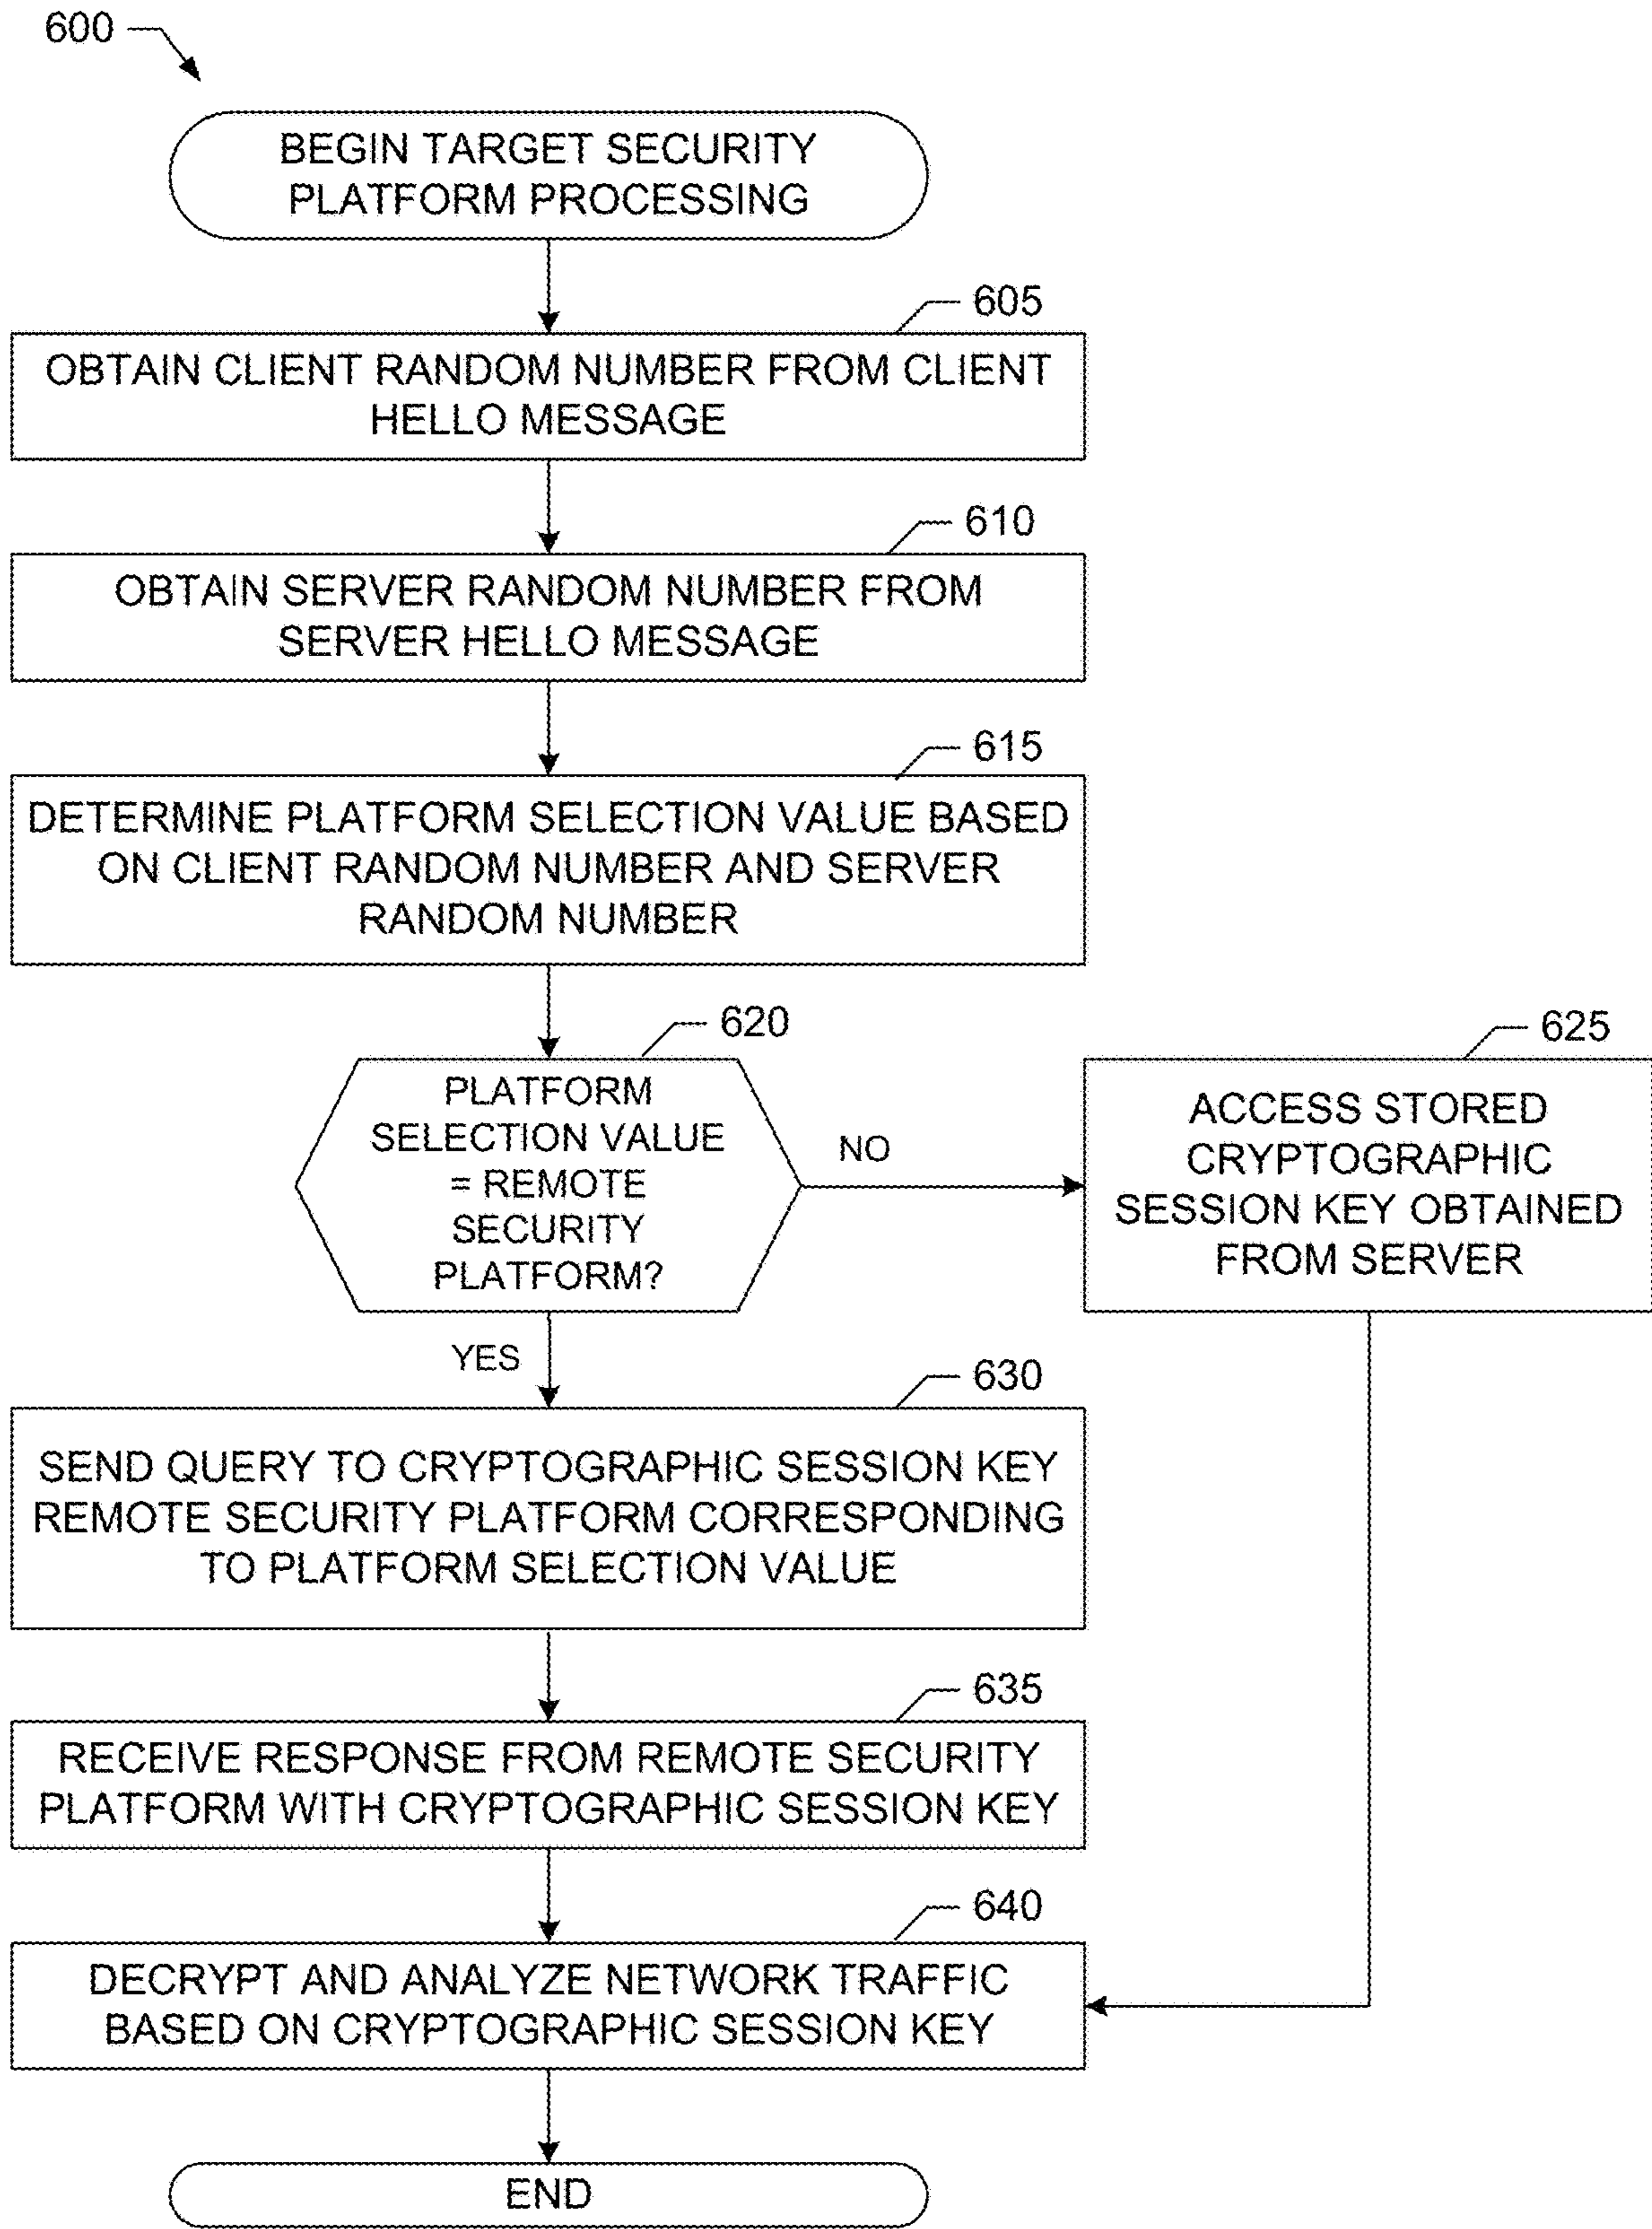 600
BEGIN TARGET SECURITY
PLATFORM PROCESSING
605
OBTAIN CLIENT RANDOM NUMBER FROM CLIENT
HELLO MESSAGE
610
OBTAIN SERVER RANDOM NUMBER FROM
SERVER HELLO MESSAGE
615
DETERMINE PLATFORM SELECTION VALUE BASED
ON CLIENT RANDOM NUMBER AND SERVER
RANDOM NUMBER
620
PLATFORM
SELECTION VALUE
= REMOTE
SECURITY
PLATFORM?
NO
625
ACCESS STORED
CRYPTOGRAPHIC
SESSION KEY OBTAINED
FROM SERVER
YES
630
SEND QUERY TO CRYPTOGRAPHIC SESSION KEY
REMOTE SECURITY PLATFORM CORRESPONDING
TO PLATFORM SELECTION VALUE
635
RECEIVE RESPONSE FROM REMOTE SECURITY
PLATFORM WITH CRYPTOGRAPHIC SESSION KEY
640
DECRYPT AND ANALYZE NETWORK TRAFFIC
BASED ON CRYPTOGRAPHIC SESSION KEY
END